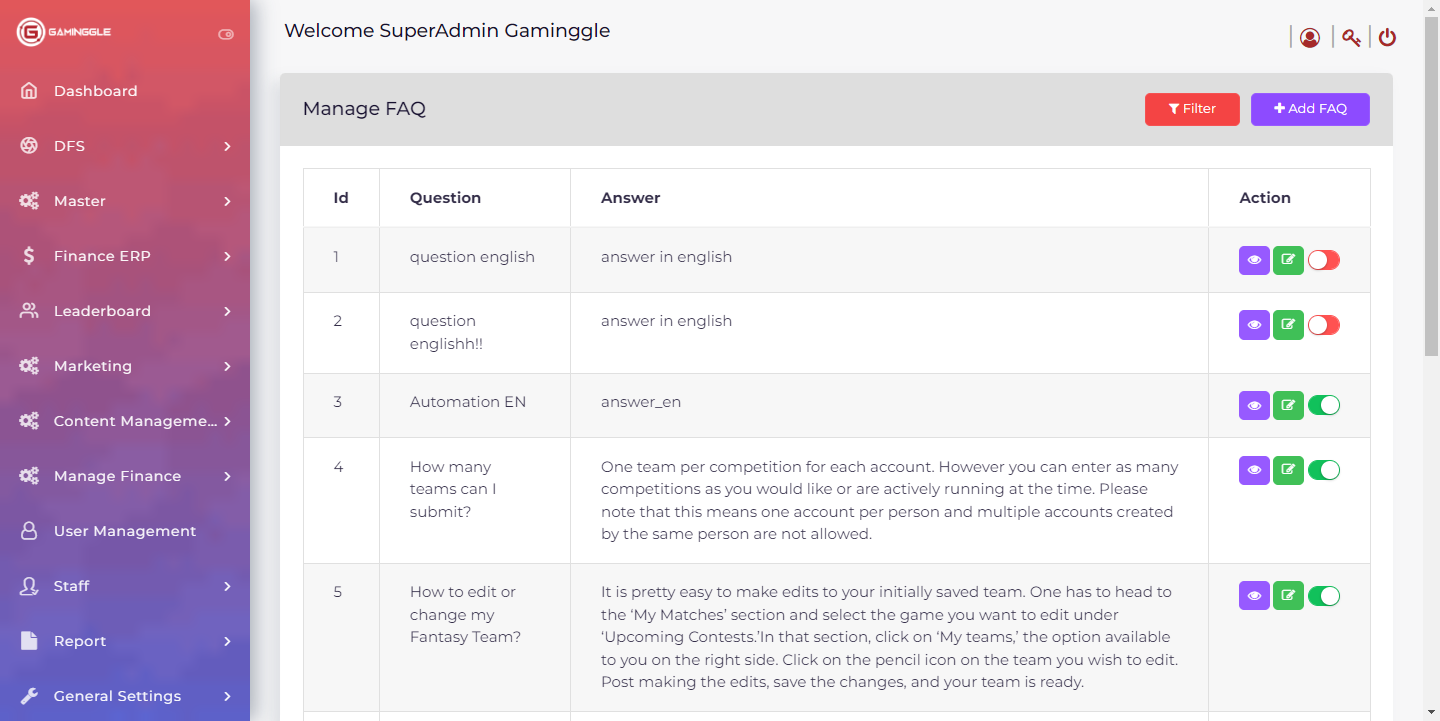 GAMINGGLE
Welcome SuperAdmin Gaminggle
Dashboard
DFS
Master
Finance ERP
Leaderboard
Marketing
Content Manageme...
Manage Finance
User Management
Staff
Report
General Settings
Manage FAQ
Filter
Add FAQ
Id Question Answer Action
1 question english answer in english
2 question answer in english
englishh!!
3 Automation EN answer_en
4 How many One team per competition for each account. However you can enter as many
teams can I competitions as you would like or are actively running at the time. Please
submit? note that this means one account per person and multiple accounts created
by the same person are not allowed.
5 How to edit or It is pretty easy to make edits to your initially saved team. One has to head to
change my the ‘My Matches’ section and select the game you want to edit under
Fantasy Team? ‘Upcoming Contests.’In that section, click on ‘My teams,’ the option available
to you on the right side. Click on the pencil icon on the team you wish to edit.
Post making the edits, save the changes, and your team is ready.